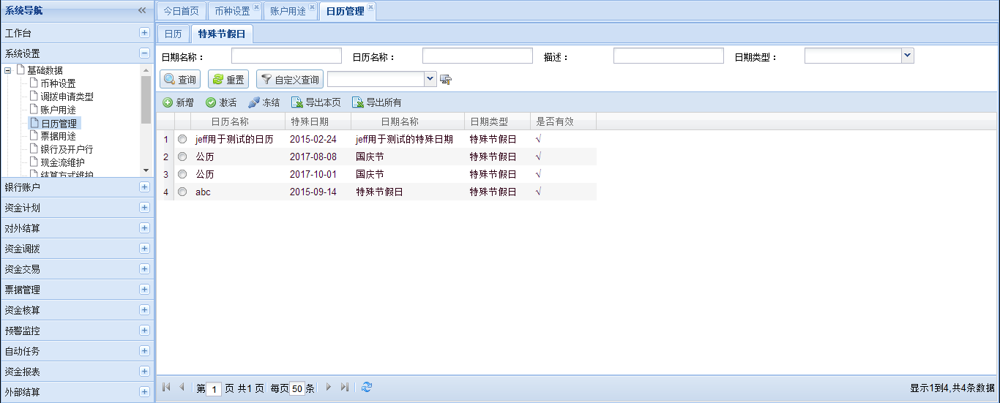 系统导航
工作台
系统设置
基础数据
币种设置
调拨申请类型
账户用途
日历管理
票据用途
银行及开户行
现金流维护
结算方式维护
银行账户
资金计划
对外结算
资金调拨
资金交易
票据管理
资金核算
预警监控
自动任务
资金报表
外部结算
今日首页 币种设置 账户用途 日历管理
日历 特殊节假日
日期名称： 日历名称： 描述： 日期类型：
查询 重置 自定义查询
新增 激活 冻结 导出本页 导出所有
日历名称 特殊日期 日期名称 日期类型 是否有效
1 jeff用于测试的日历 2015-02-24 jeff用于测试的特殊日期 特殊节假日 √
2 公历 2017-08-08 国庆节 特殊节假日 √
3 公历 2017-10-01 国庆节 特殊节假日 √
4 abc 2015-09-14 特殊节假日 特殊节假日 √
第 1 页 共1 页 每页 50 条 显示1到4,共4条数据